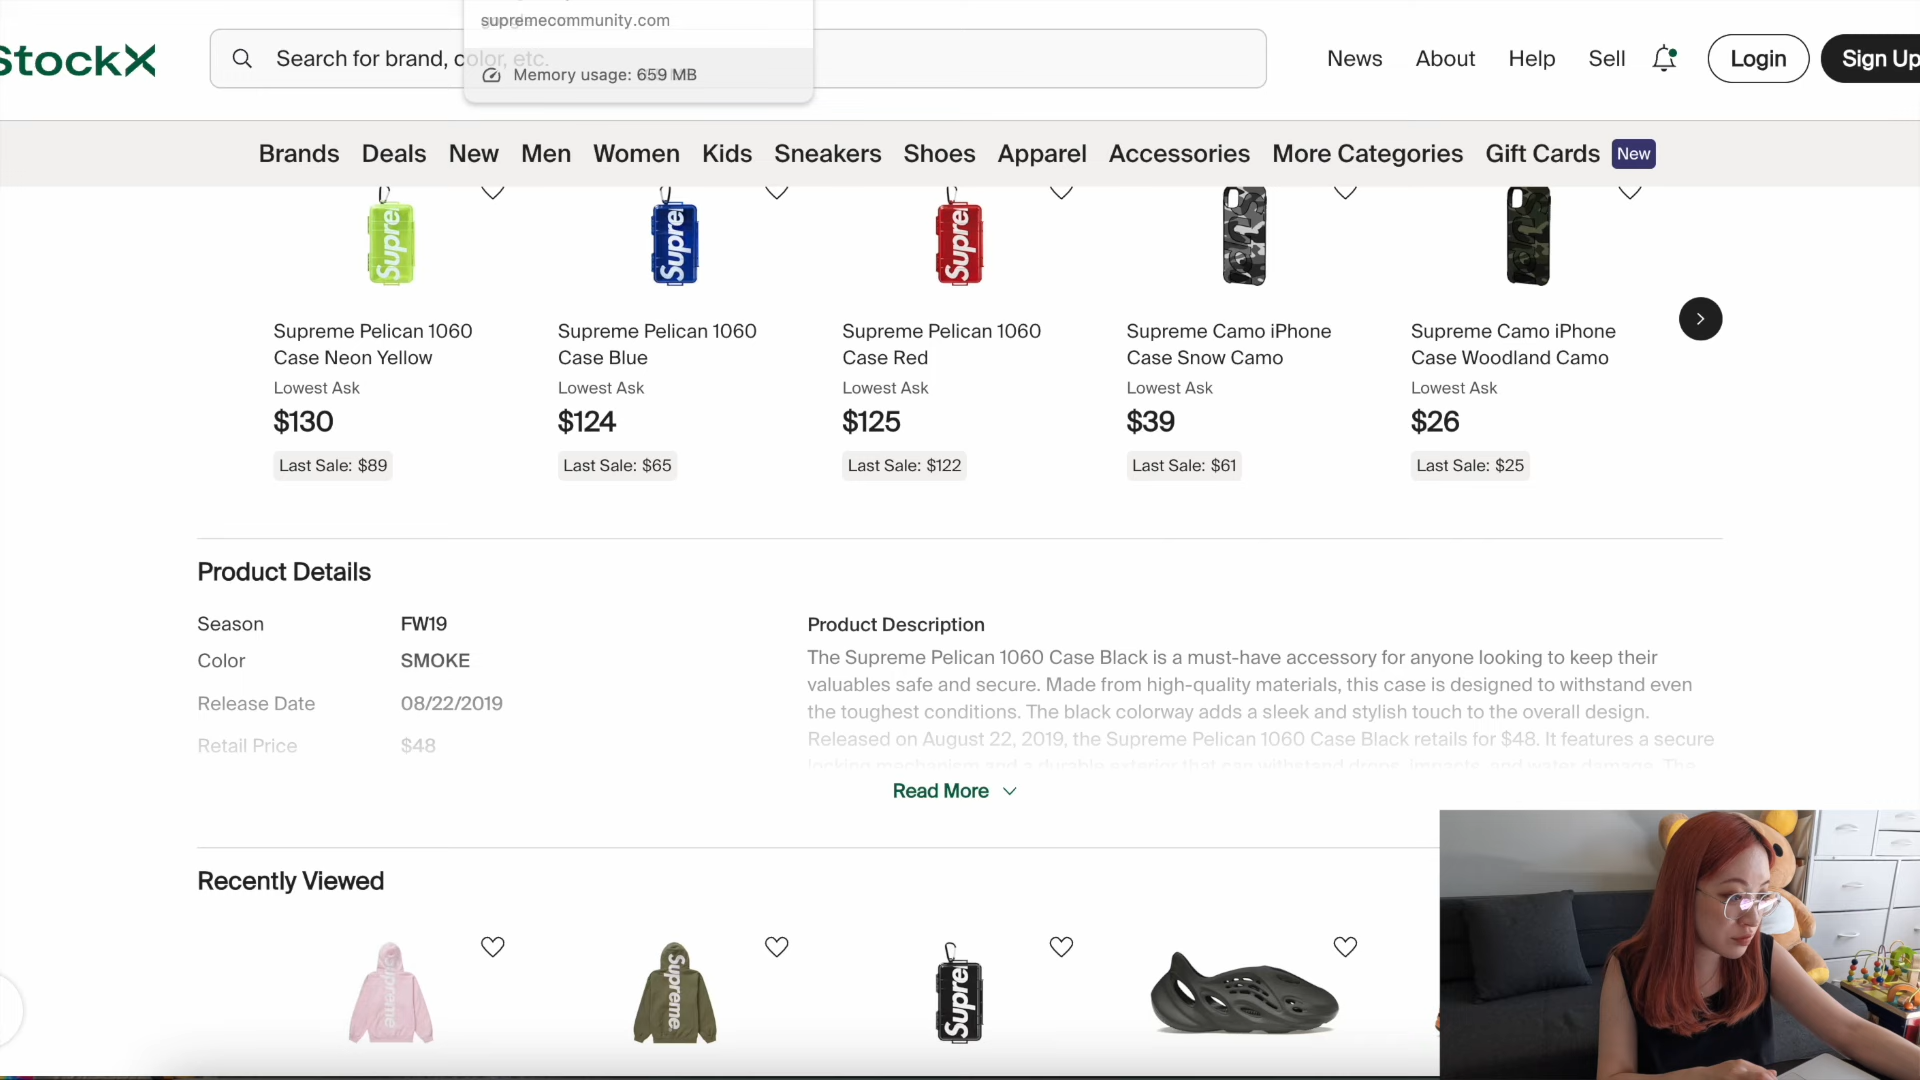 supremecommunity.com
StockX
Search for brand, color, etc.
Memory usage: 659 MB
News
About
Help
Sell
Login
Sign Up
Brands
Deals
New
Men
Women
Kids
Sneakers
Shoes
Apparel
Accessories
More Categories
Gift Cards
New
Supreme
Supreme
Supreme
Supreme Pelican 1060
Case Neon Yellow
Lowest Ask
$130
Last Sale: $89
Supreme Pelican 1060
Case Blue
Lowest Ask
$124
Last Sale: $65
Supreme Pelican 1060
Case Red
Lowest Ask
$125
Last Sale: $122
Supreme Camo iPhone
Case Snow Camo
Lowest Ask
$39
Last Sale: $61
Supreme Camo iPhone
Case Woodland Camo
Lowest Ask
$26
Last Sale: $25
Product Details
Season
FW19
Color
SMOKE
Release Date
08/22/2019
Retail Price
$48
Product Description
The Supreme Pelican 1060 Case Black is a must-have accessory for anyone looking to keep their
valuables safe and secure. Made from high-quality materials, this case is designed to withstand even
the toughest conditions. The black colorway adds a sleek and stylish touch to the overall design.
Released on August 22, 2019, the Supreme Pelican 1060 Case Black retails for $48. It features a secure
locking mechanism and a durable exterior that can withstand drops, impacts, and water damage. The
Read More
Recently Viewed
Supreme
Supreme
Supreme